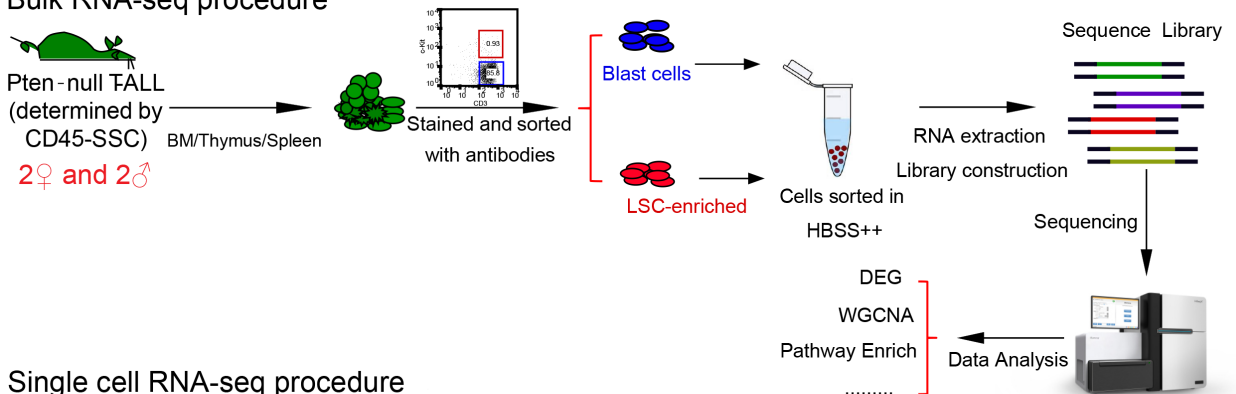 Bulk RNA-seq procedure
Pten-null T-ALL
(determined by
CD45-SSC)
2♀ and 2♂
BM/Thymus/Spleen
c-Kit
0.93
85.8
CD3
Stained and sorted
with antibodies
Blast cells
LSC-enriched
Cells sorted in
HBSS++
RNA extraction
Library construction
Sequence Library
Sequencing
Data Analysis
DEG
WGCNA
Pathway Enrich
.........
Single cell RNA-seq procedure